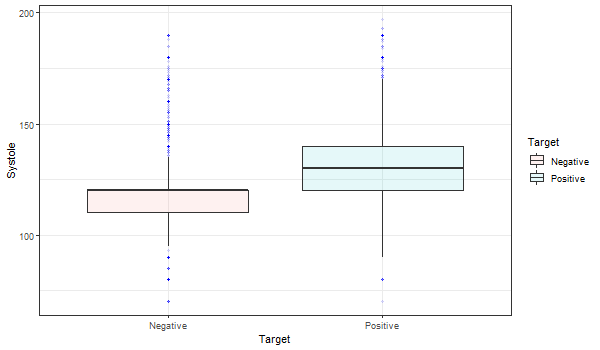 200
150
100
Systole
Negative
Positive
Target
Target
Negative
Positive